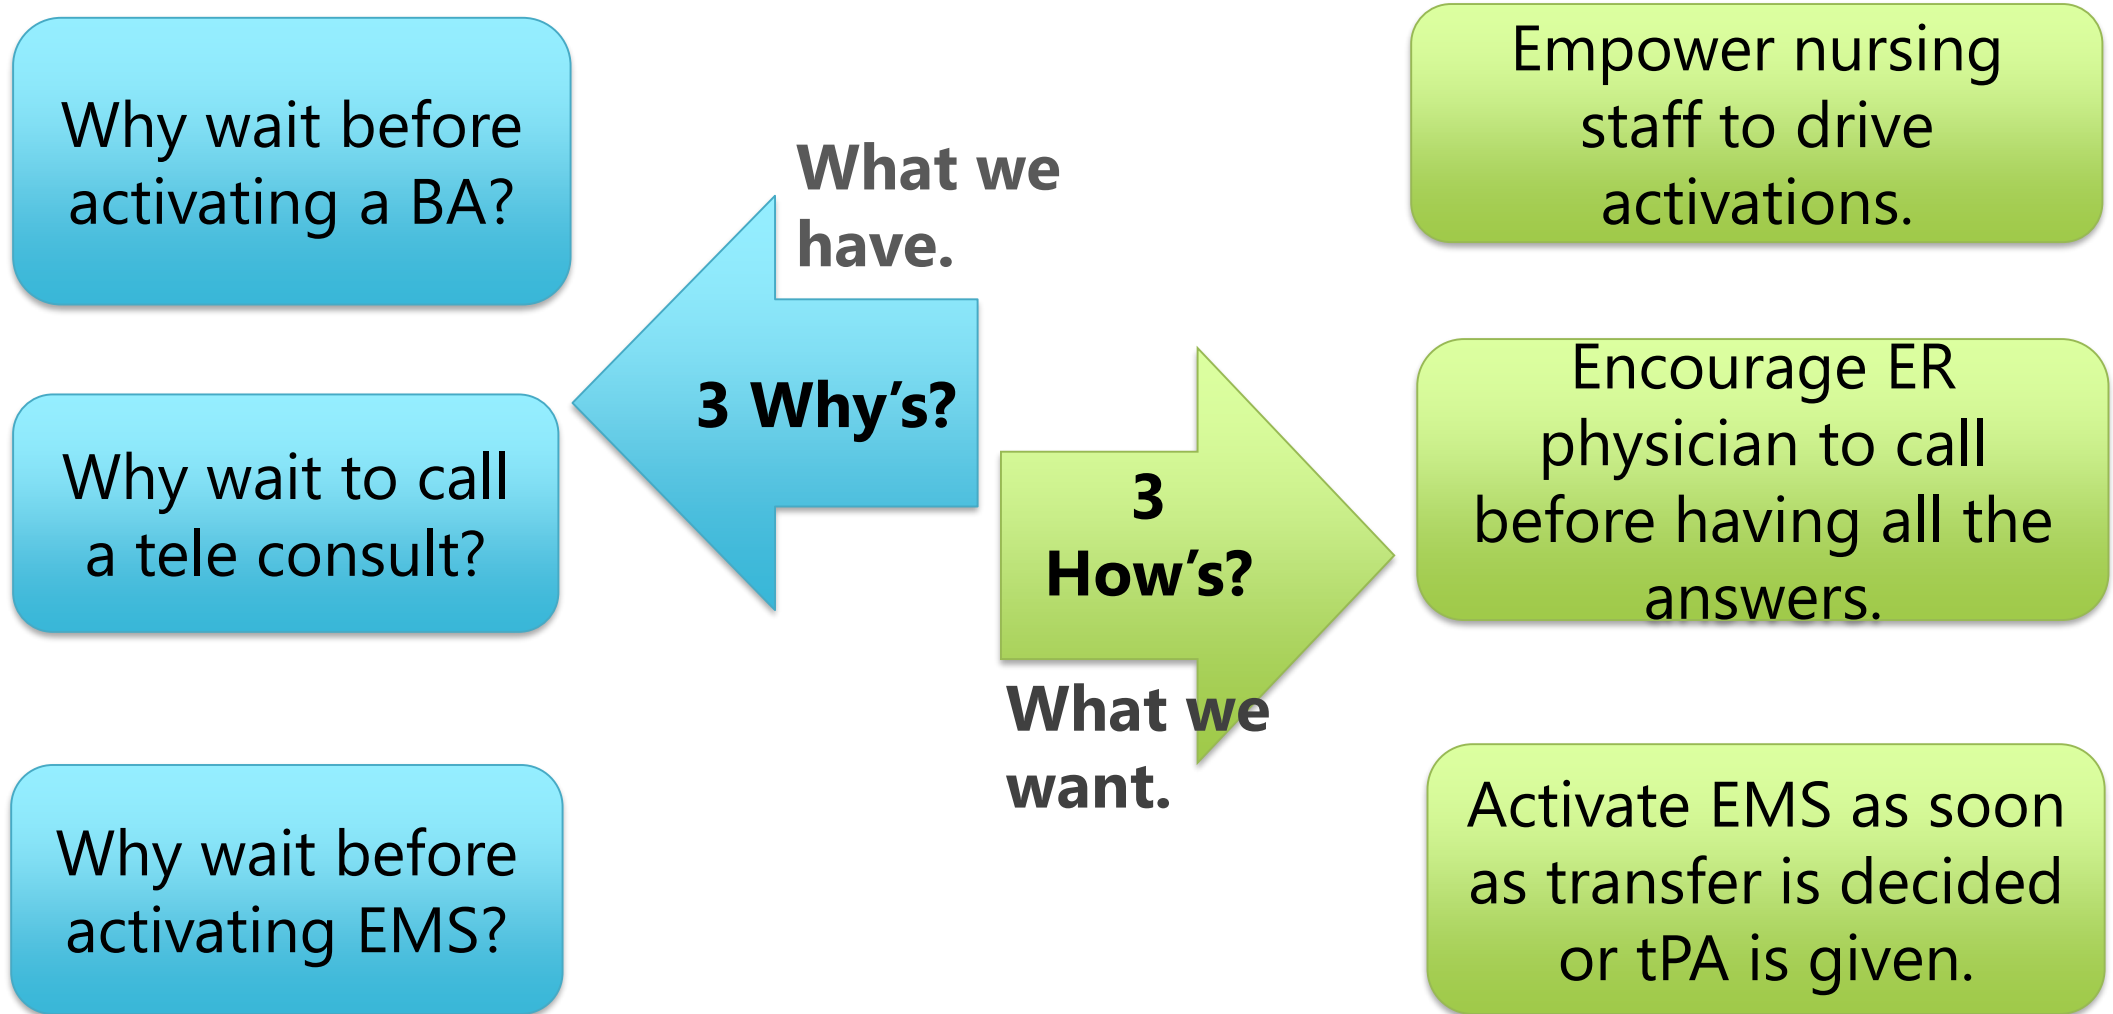 Why wait before
activating a BA?
Why wait to call
a tele consult?
Why wait before
activating EMS?
What we
have.
3 Why’s?
3
How’s?
What we
want.
Empower nursing
staff to drive
activations.
Encourage ER
physician to call
before having all the
answers.
Activate EMS as soon
as transfer is decided
or tPA is given.